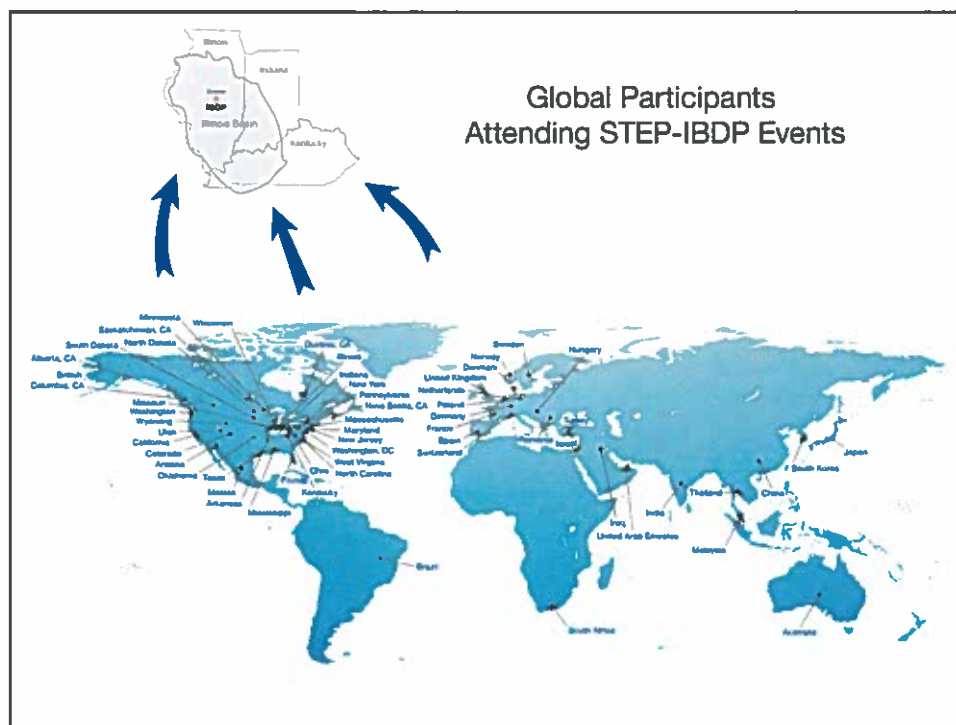 Illinois
Indiana
IBDP
Illinois Basin
Kentucky
Global Participants
Attending STEP-IBDP Events
Minnesota
Wisconsin
Saskatchewan, CA
South Dakota
North Dakota
Alberta, CA
British
Columbia, CA
Missouri
Washington
Wyoming
Utah
California
Colorado
Arizona
Oklahoma
Texas
Mexico
Arkansas
Mississippi
Quebec, CA
Illinois
Indiana
New York
Pennsylvania
Nova Scotia, CA
Massachusetts
Maryland
New Jersey
Washington, DC
West Virginia
North Carolina
Ohio
Florida
Kentucky
Brazil
Sweden
Norway
Denmark
United Kingdom
Netherlands
Poland
Germany
France
Spain
Switzerland
Hungary
Israel
Iraq
United Arab Emirates
India
Thailand
Malaysia
China
South Korea
Japan
South Africa
Australia